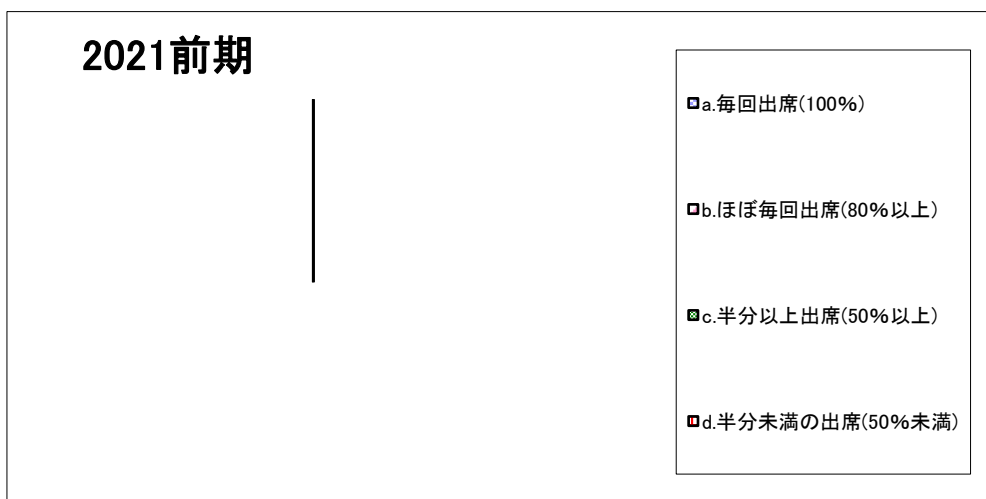 2021前期
a.毎回出席(100%)
b.ほぼ毎回出席(80%以上)
c.半分以上出席(50%以上)
d.半分未満の出席(50%未満)